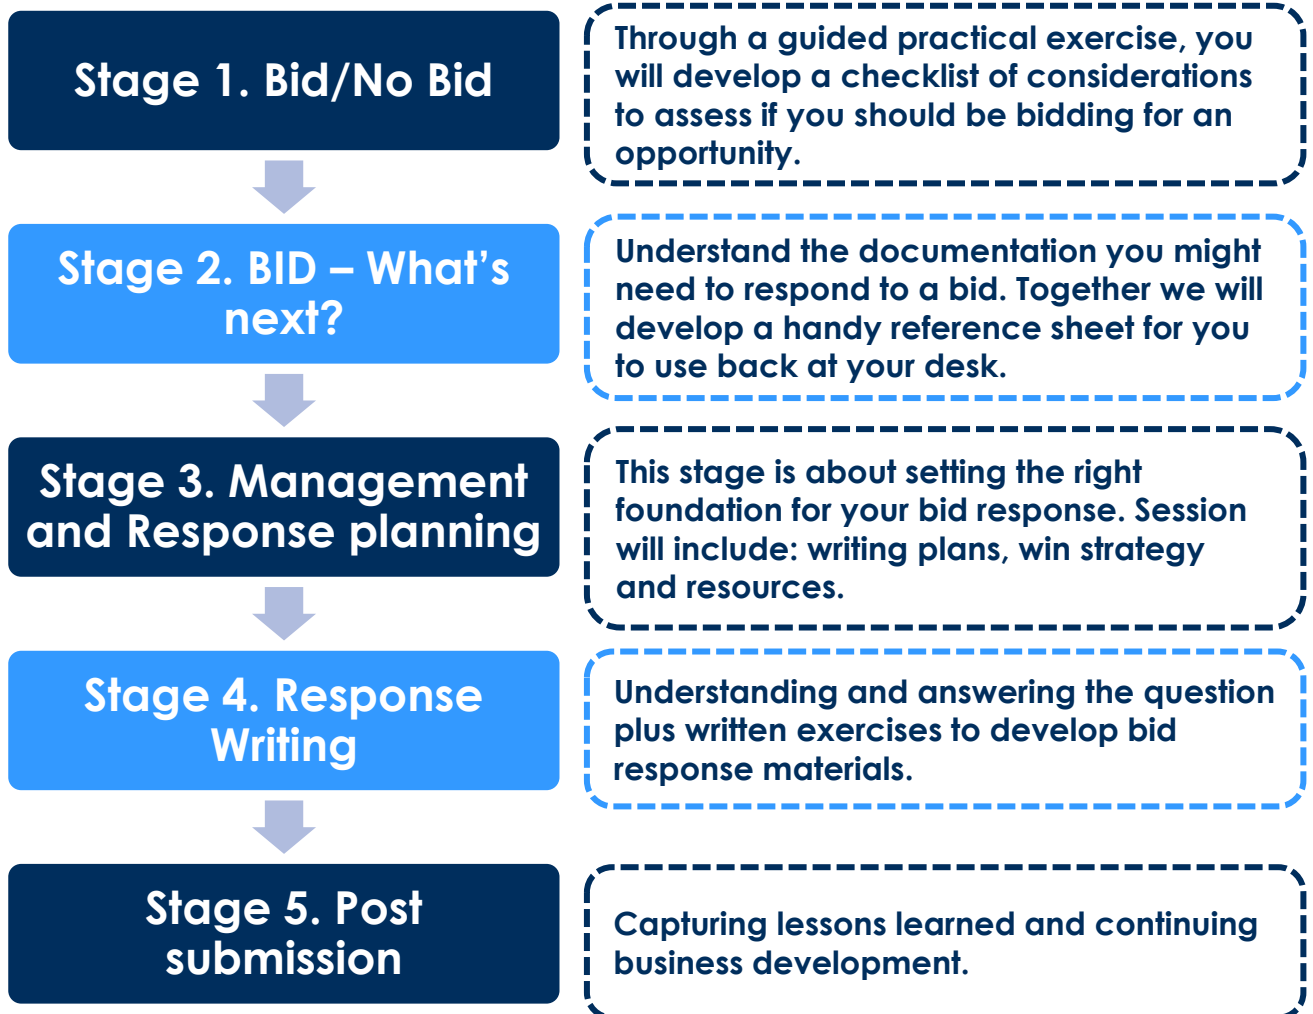 Stage 1. Bid/No Bid
Through a guided practical exercise, you
will develop a checklist of considerations
to assess if you should be bidding for an
opportunity.
Stage 2. BID – What's
next?
Understand the documentation you might
need to respond to a bid. Together we will
develop a handy reference sheet for you
to use back at your desk.
Stage 3. Management
and Response planning
This stage is about setting the right
foundation for your bid response. Session
will include: writing plans, win strategy
and resources.
Stage 4. Response
Writing
Understanding and answering the question
plus written exercises to develop bid
response materials.
Stage 5. Post
submission
Capturing lessons learned and continuing
business development.